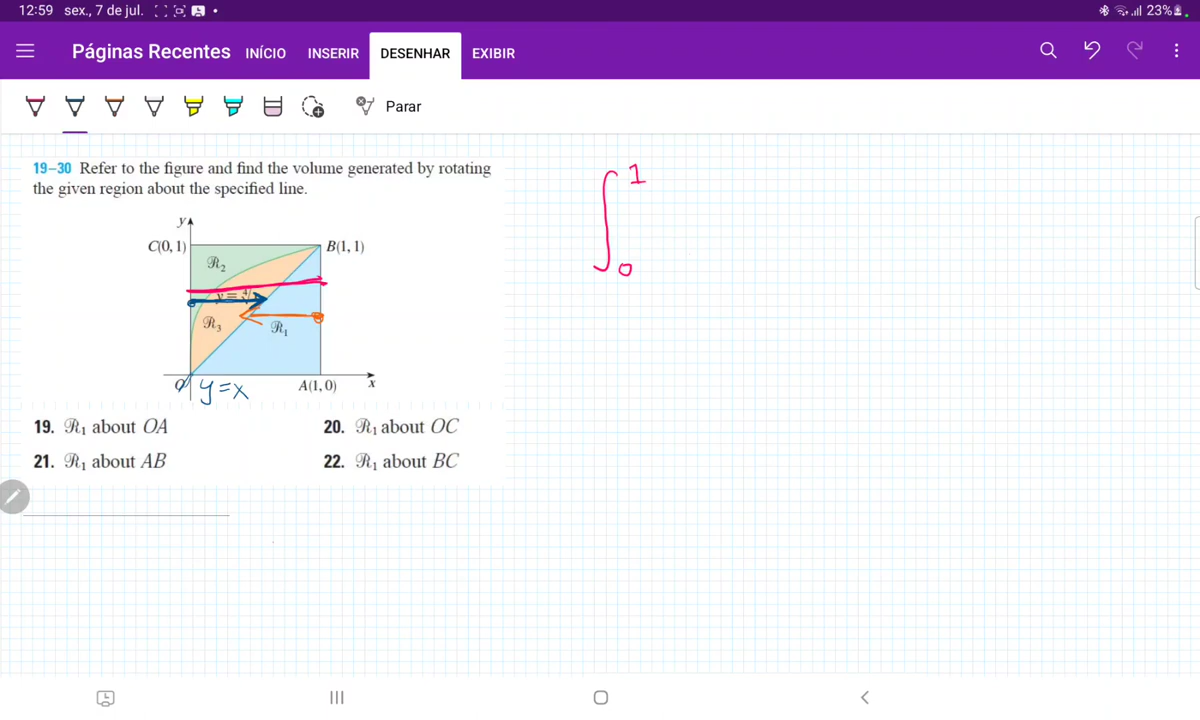 12:59 sex., 7 de jul.
23%
Páginas Recentes INÍCIO INSERIR DESENHAR EXIBIR
Parar
19–30 Refer to the figure and find the volume generated by rotating
the given region about the specified line.
y
C(0, 1) B(1, 1)
ℛ₂
y =
ℛ₃ ℛ₁
O y=x A(1, 0) x
19. ℛ₁ about OA 20. ℛ₁ about OC
21. ℛ₁ about AB 22. ℛ₁ about BC
∫ 1
0